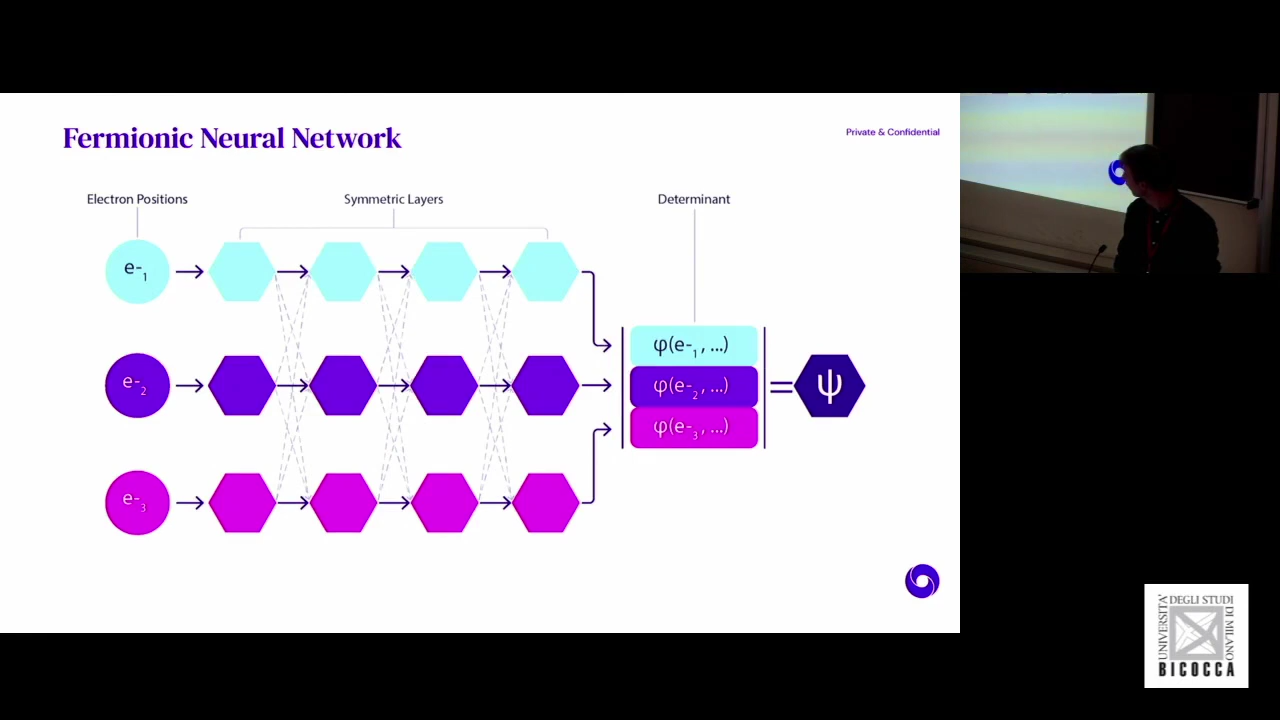 Fermionic Neural Network
Private & Confidential
Electron Positions
Symmetric Layers
Determinant
e-1
e-2
e-3
φ(e-1, ...)
φ(e-2, ...)
φ(e-3, ...)
=
ψ
UNIVERSITA'
DEGLI STUDI
DI MILANO
BICOCCA